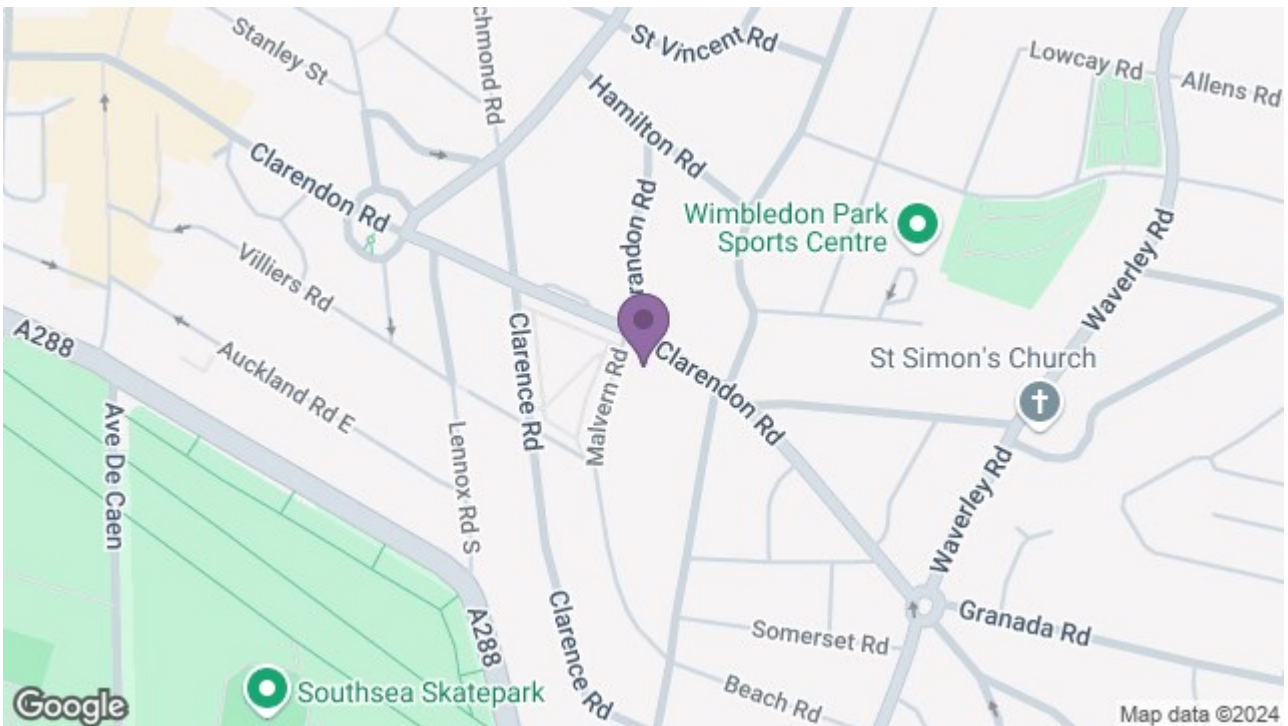 Stanley St
chmond Rd
St Vincent Rd
Lowcay Rd
Allens Rd
Hamilton Rd
Clarendon Rd
randon Rd
Wimbledon Park
Sports Centre
Waverley Rd
Villiers Rd
A288
Auckland Rd E
Clarence Rd
Malvern Rd
Clarendon Rd
St Simon's Church
Ave De Caen
Lennox Rd S
Waverley Rd
Granada Rd
A288
Clarence Rd
Somerset Rd
Southsea Skatepark
Beach Rd
Google
Map data ©2024